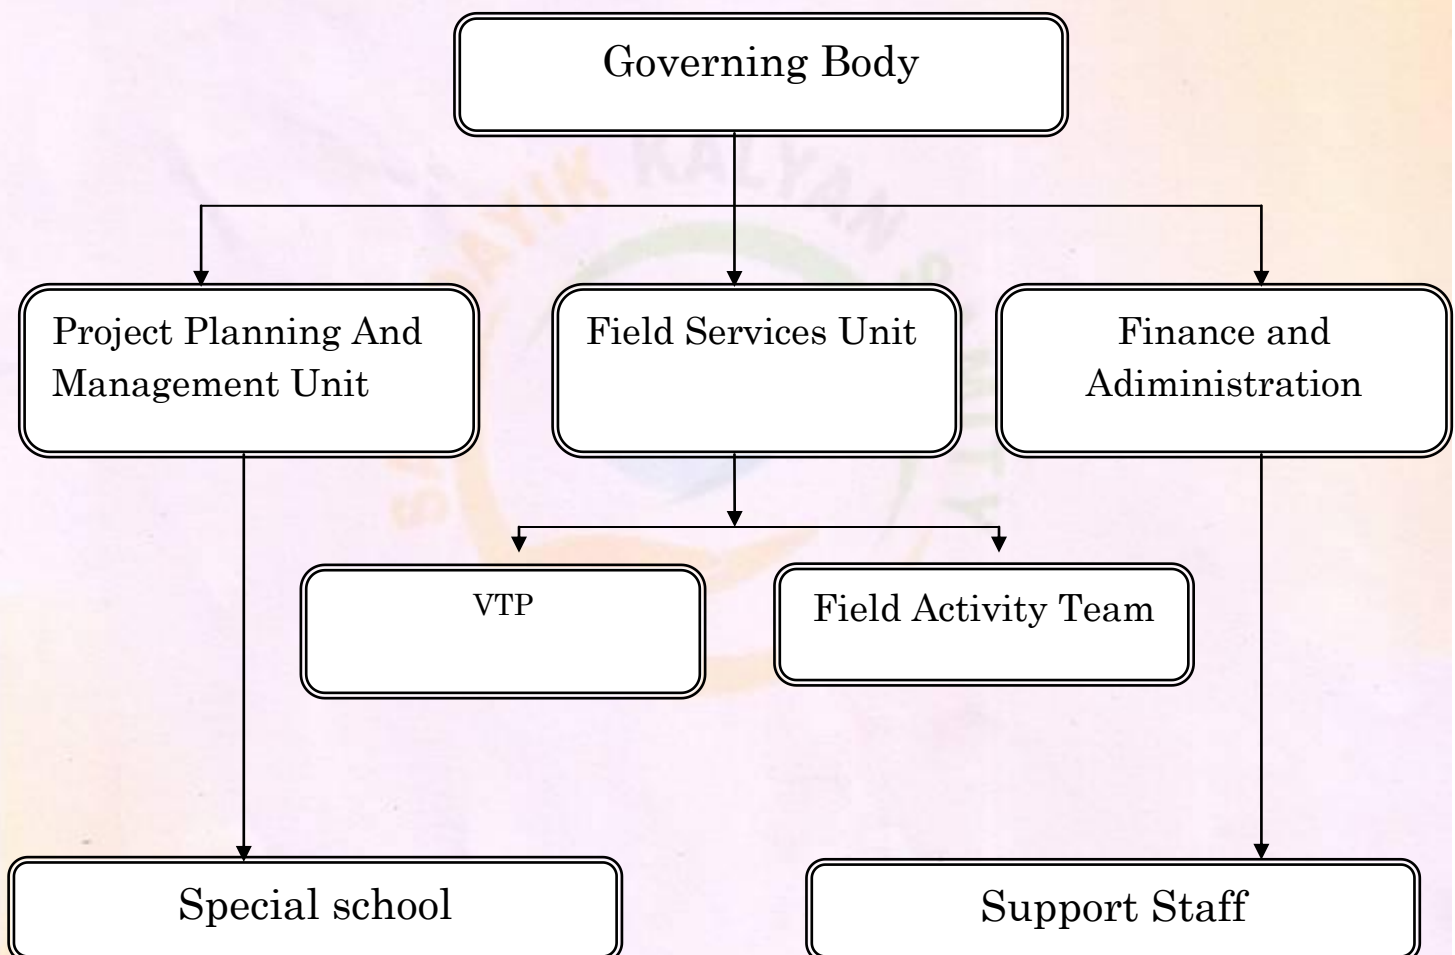 Governing Body
KALYAN
Project Planning And
Management Unit
Field Services Unit
Finance and
Adiministration
VTP
Field Activity Team
Special school
Support Staff